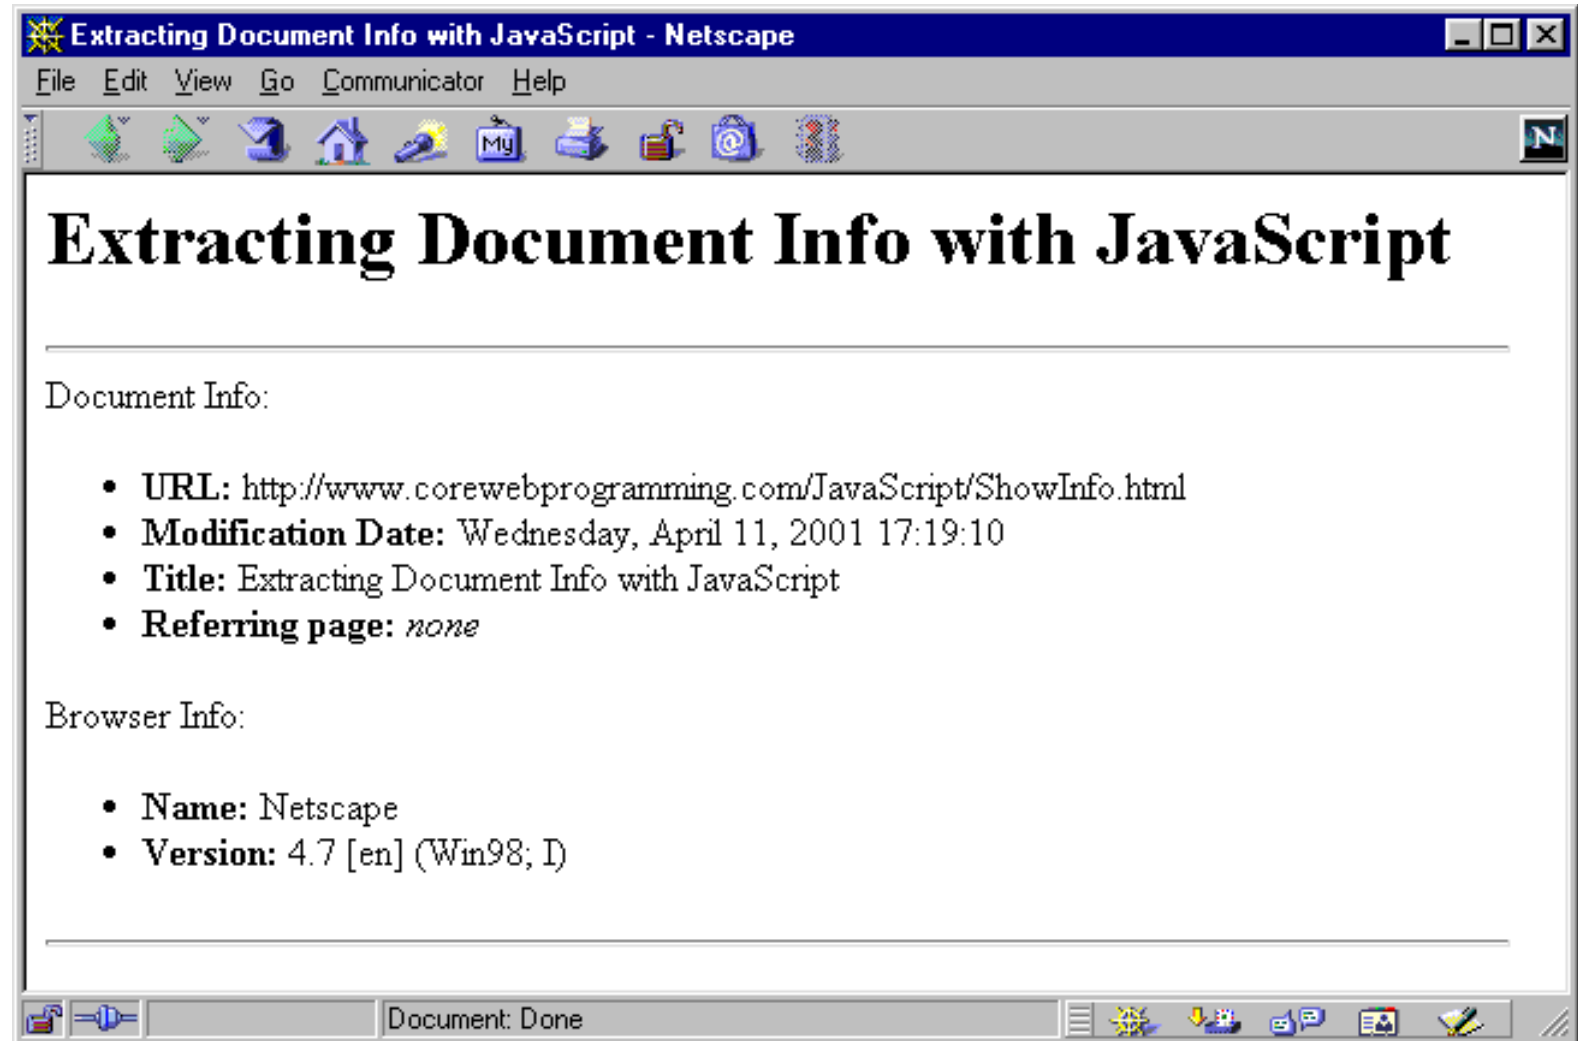 Extracting Document Info with JavaScript - Netscape
File Edit View Go Communicator Help
My
N
Extracting Document Info with JavaScript
Document Info:
• URL: http://www.corewebprogramming.com/JavaScript/ShowInfo.html
• Modification Date: Wednesday, April 11, 2001 17:19:10
• Title: Extracting Document Info with JavaScript
• Referring page: none
Browser Info:
• Name: Netscape
• Version: 4.7 [en] (Win98; I)
Document: Done